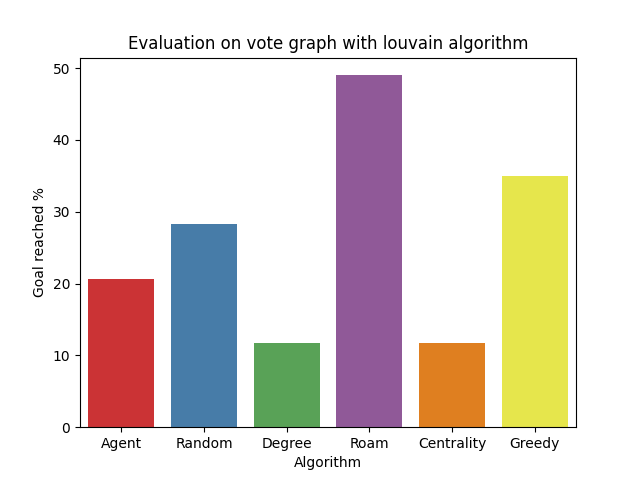 Evaluation on vote graph with louvain algorithm
Goal reached %
50
40
30
20
10
0
Agent Random Degree Roam Centrality Greedy
Algorithm